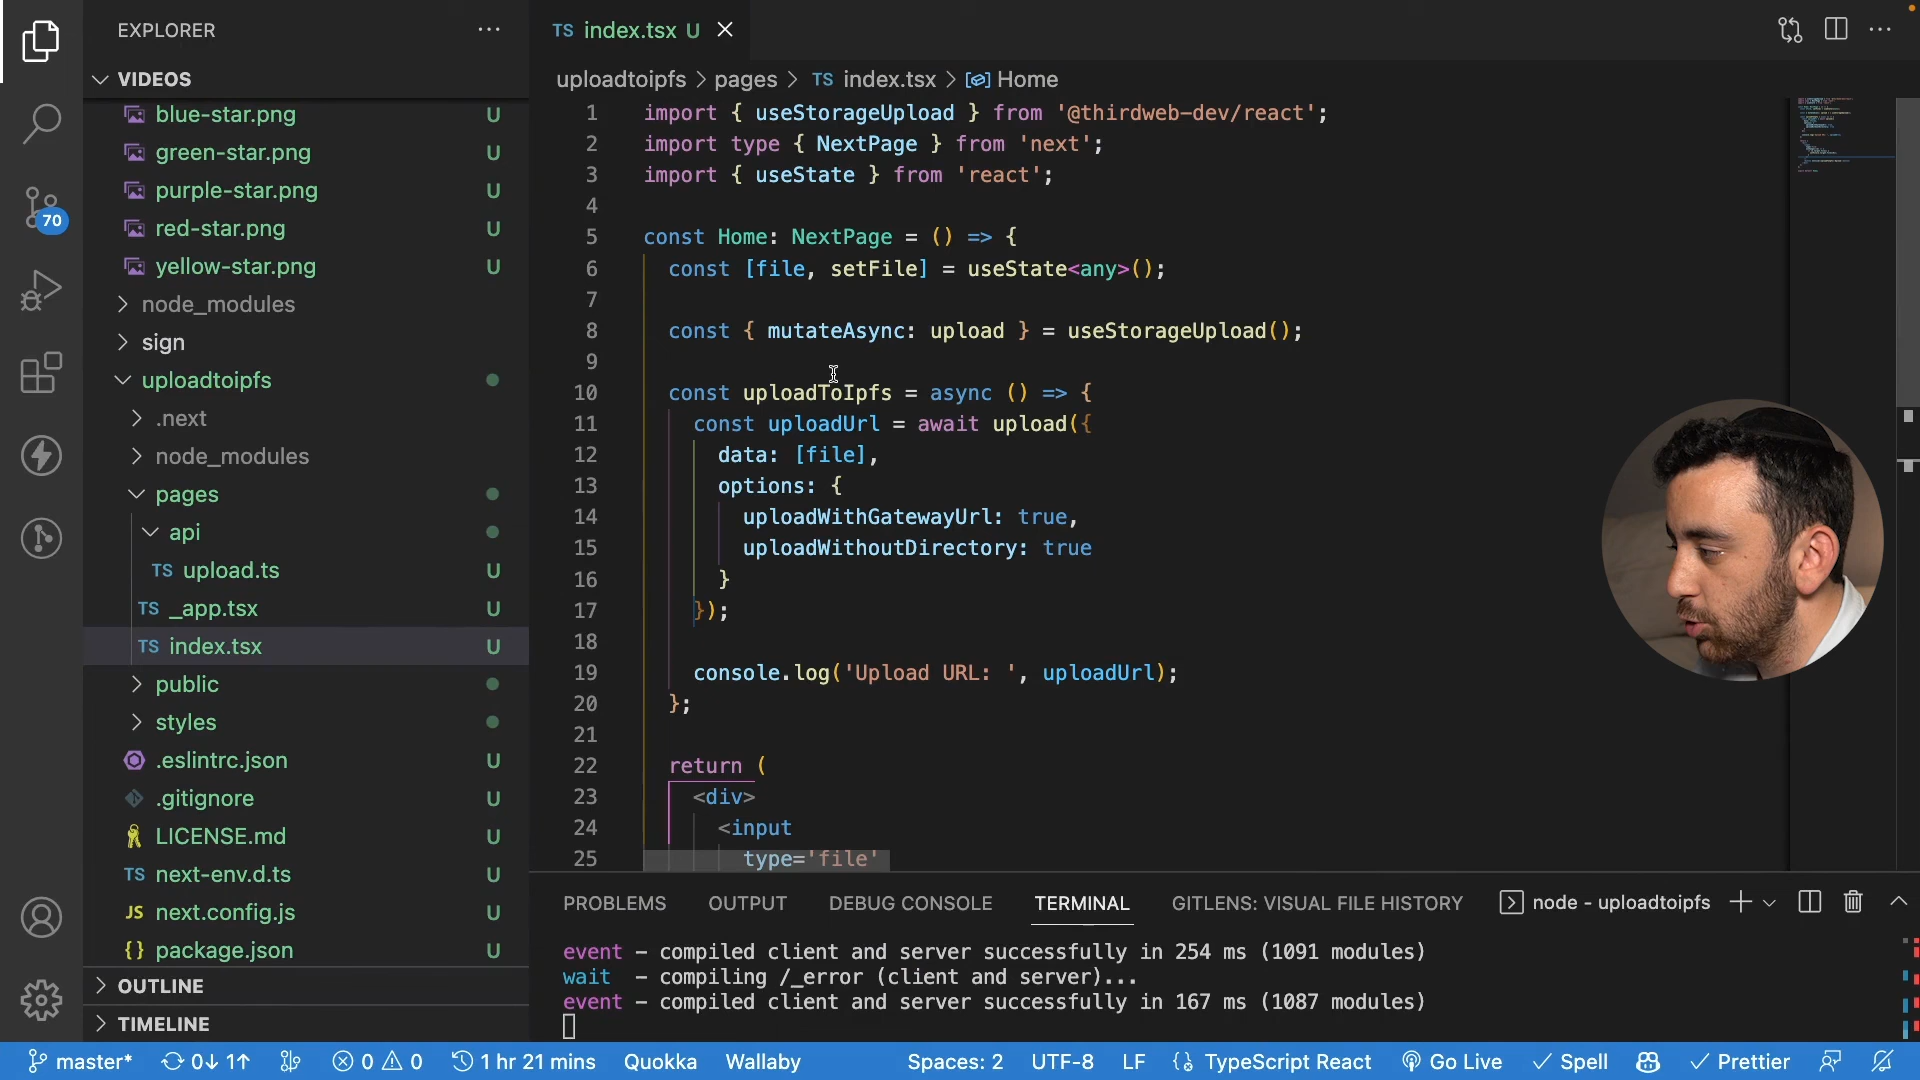 EXPLORER
VIDEOS
blue-star.png U
green-star.png U
purple-star.png U
red-star.png U
yellow-star.png U
node_modules
sign
uploadtoipfs
.next
node_modules
pages
api
TS upload.ts U
TS _app.tsx U
TS index.tsx U
public
styles
.eslintrc.json U
.gitignore U
LICENSE.md U
TS next-env.d.ts U
JS next.config.js U
{} package.json U
OUTLINE
TIMELINE
70
TS index.tsx U
uploadtoipfs > pages > TS index.tsx > Home
1 import { useStorageUpload } from '@thirdweb-dev/react';
2 import type { NextPage } from 'next';
3 import { useState } from 'react';
4
5 const Home: NextPage = () => {
6 const [file, setFile] = useState<any>();
7
8 const { mutateAsync: upload } = useStorageUpload();
9
10 const uploadToIpfs = async () => {
11 const uploadUrl = await upload({
12 data: [file],
13 options: {
14 uploadWithGatewayUrl: true,
15 uploadWithoutDirectory: true
16 }
17 });
18
19 console.log('Upload URL: ', uploadUrl);
20 };
21
22 return (
23 <div>
24 <input
25 type='file'
PROBLEMS OUTPUT DEBUG CONSOLE TERMINAL GITLENS: VISUAL FILE HISTORY node - uploadtoipfs
event - compiled client and server successfully in 254 ms (1091 modules)
wait - compiling /_error (client and server)...
event - compiled client and server successfully in 167 ms (1087 modules)
master* 0↓ 1↑ 0 0 1 hr 21 mins Quokka Wallaby Spaces: 2 UTF-8 LF {} TypeScript React Go Live Spell Prettier